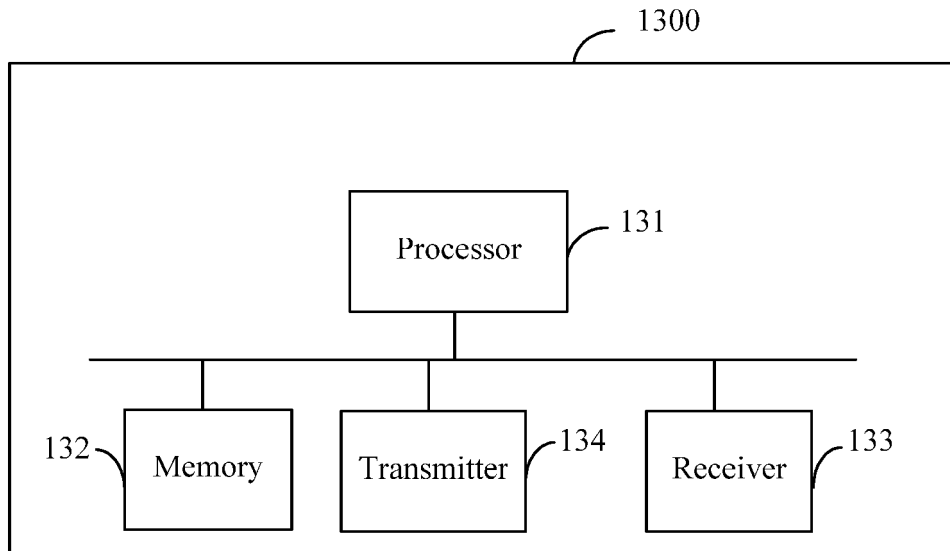 1300
131
Processor
132
Memory
134
Transmitter
133
Receiver